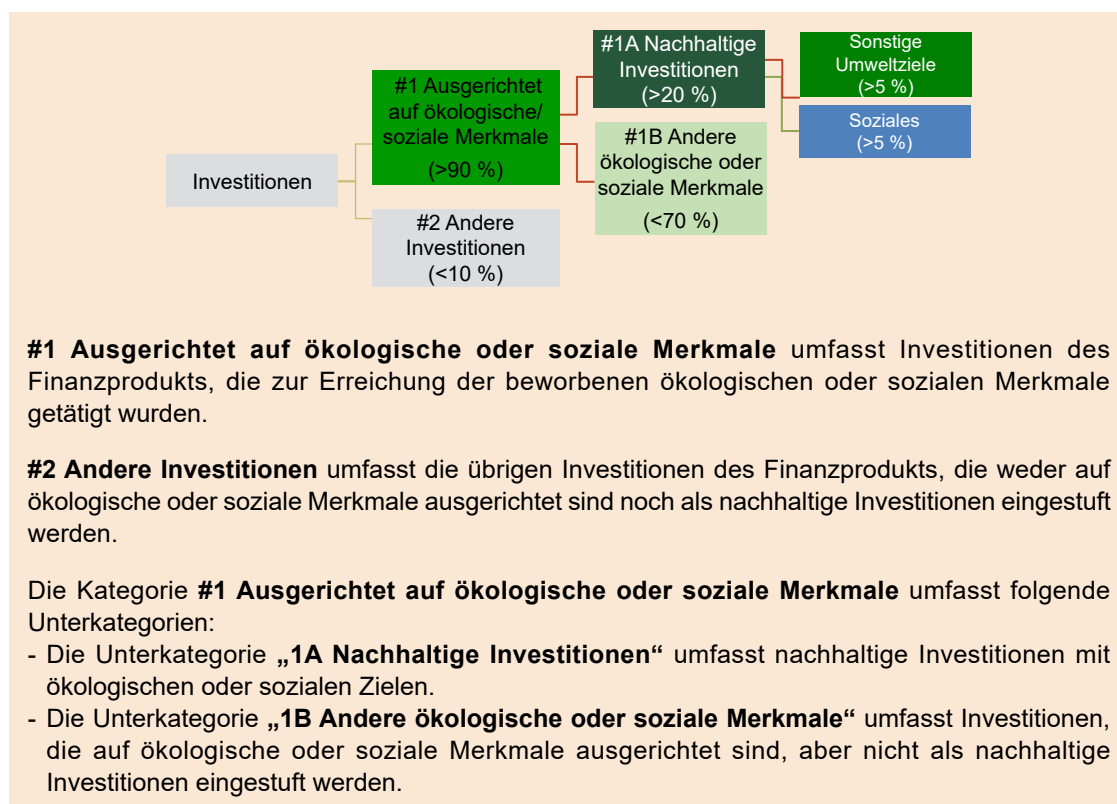 Investitionen
#1 Ausgerichtet
auf ökologische/
soziale Merkmale
(>90 %)
#2 Andere
Investitionen
(<10 %)
#1A Nachhaltige
Investitionen
(>20 %)
#1B Andere
ökologische oder
soziale Merkmale
(<70 %)
Sonstige
Umweltziele
(>5 %)
Soziales
(>5 %)
#1 Ausgerichtet auf ökologische oder soziale Merkmale umfasst Investitionen des
Finanzprodukts, die zur Erreichung der beworbenen ökologischen oder sozialen Merkmale
getätigt wurden.
#2 Andere Investitionen umfasst die übrigen Investitionen des Finanzprodukts, die weder auf
ökologische oder soziale Merkmale ausgerichtet sind noch als nachhaltige Investitionen eingestuft
werden.
Die Kategorie #1 Ausgerichtet auf ökologische oder soziale Merkmale umfasst folgende
Unterkategorien:
- Die Unterkategorie „1A Nachhaltige Investitionen“ umfasst nachhaltige Investitionen mit
ökologischen oder sozialen Zielen.
- Die Unterkategorie „1B Andere ökologische oder soziale Merkmale“ umfasst Investitionen,
die auf ökologische oder soziale Merkmale ausgerichtet sind, aber nicht als nachhaltige
Investitionen eingestuft werden.